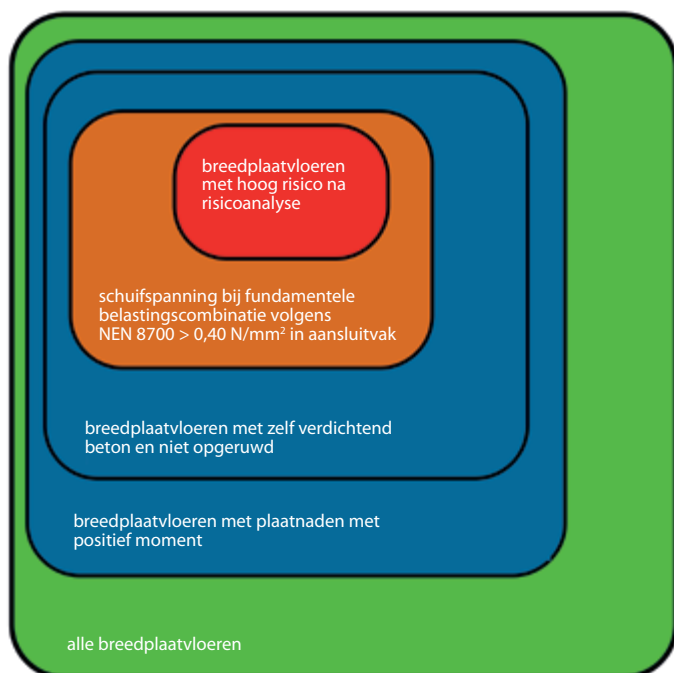 breedplaatvloeren
met hoog risico na
risicoanalyse
schuifspanning bij fundamentele
belastingscombinatie volgens
NEN 8700 > 0,40 N/mm² in aansluitvak
breedplaatvloeren met zelf verdichtend
beton en niet opgeruwd
breedplaatvloeren met plaatnaden met
positief moment
alle breedplaatvloeren